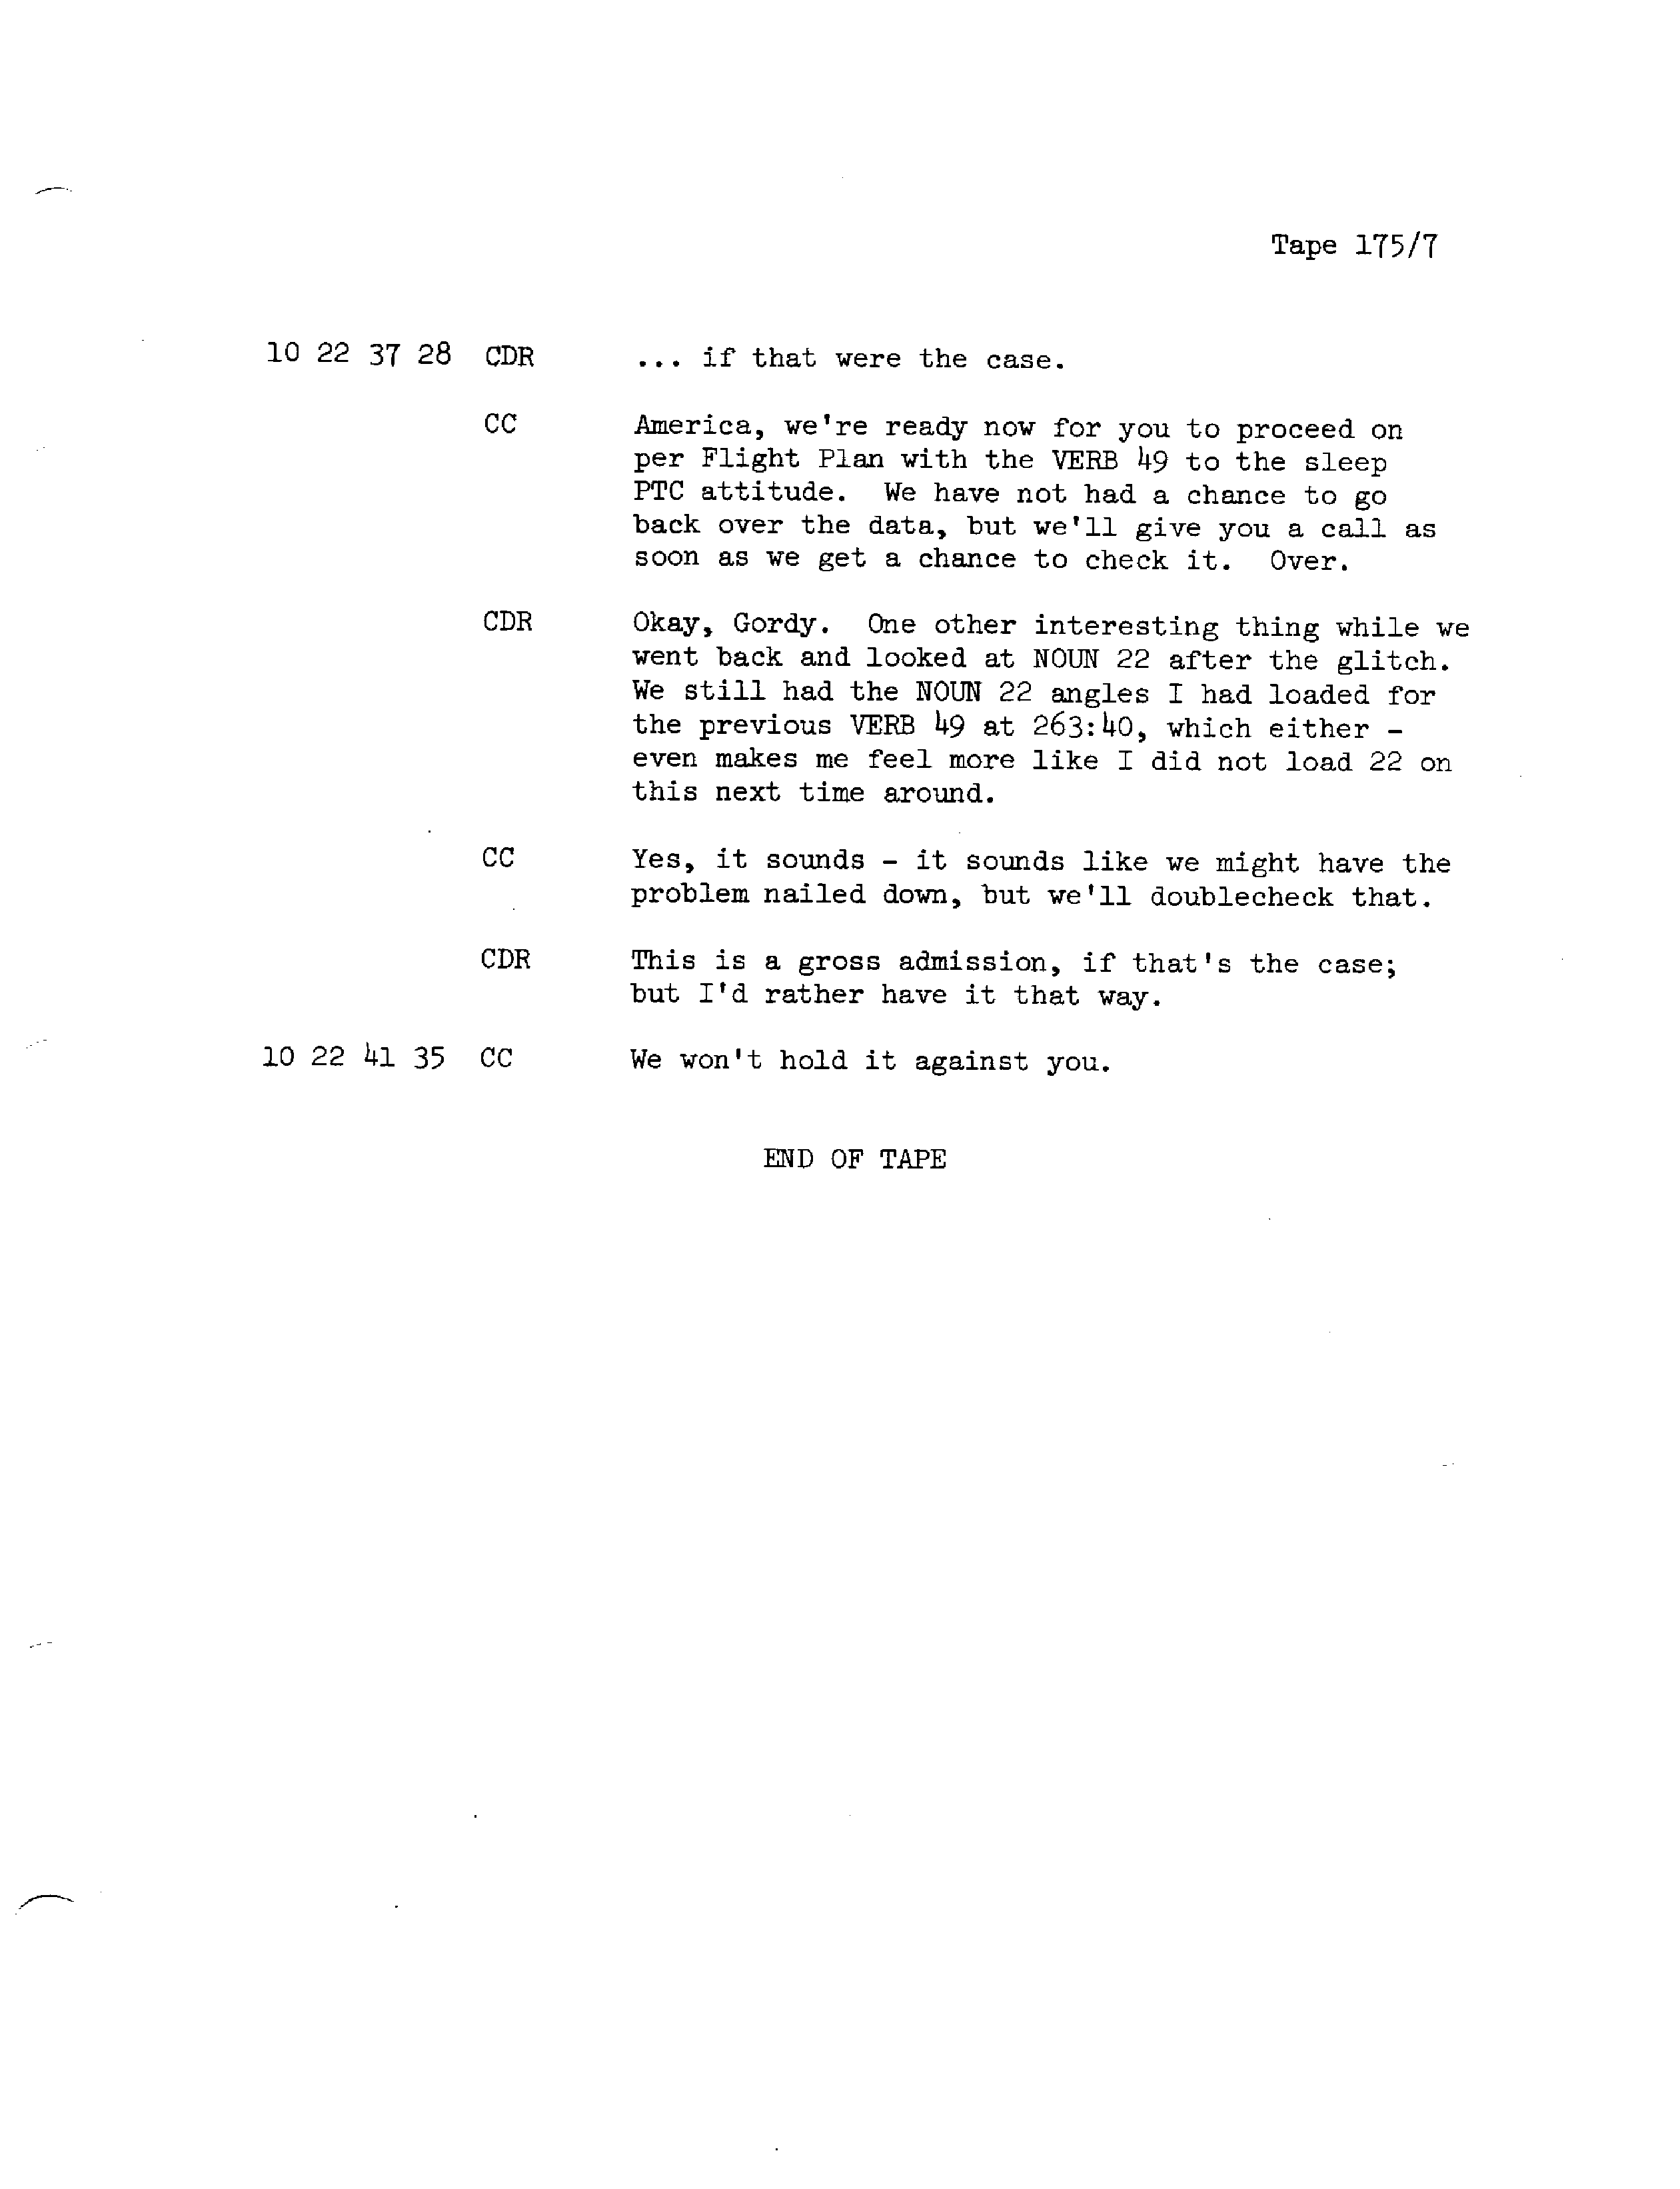 Tape 175/7
10 22 37 28 CDR ... if that were the case.
CC America, we're ready now for you to proceed on
per Flight Plan with the VERB 49 to the sleep
PTC attitude. We have not had a chance to go
back over the data, but we'll give you a call as
soon as we get a chance to check it. Over.
CDR Okay, Gordy. One other interesting thing while we
went back and looked at NOUN 22 after the glitch.
We still had the NOUN 22 angles I had loaded for
the previous VERB 49 at 263:40, which either -
even makes me feel more like I did not load 22 on
this next time around.
CC Yes, it sounds - it sounds like we might have the
problem nailed down, but we'll doublecheck that.
CDR This is a gross admission, if that's the case;
but I'd rather have it that way.
10 22 41 35 CC We won't hold it against you.
END OF TAPE